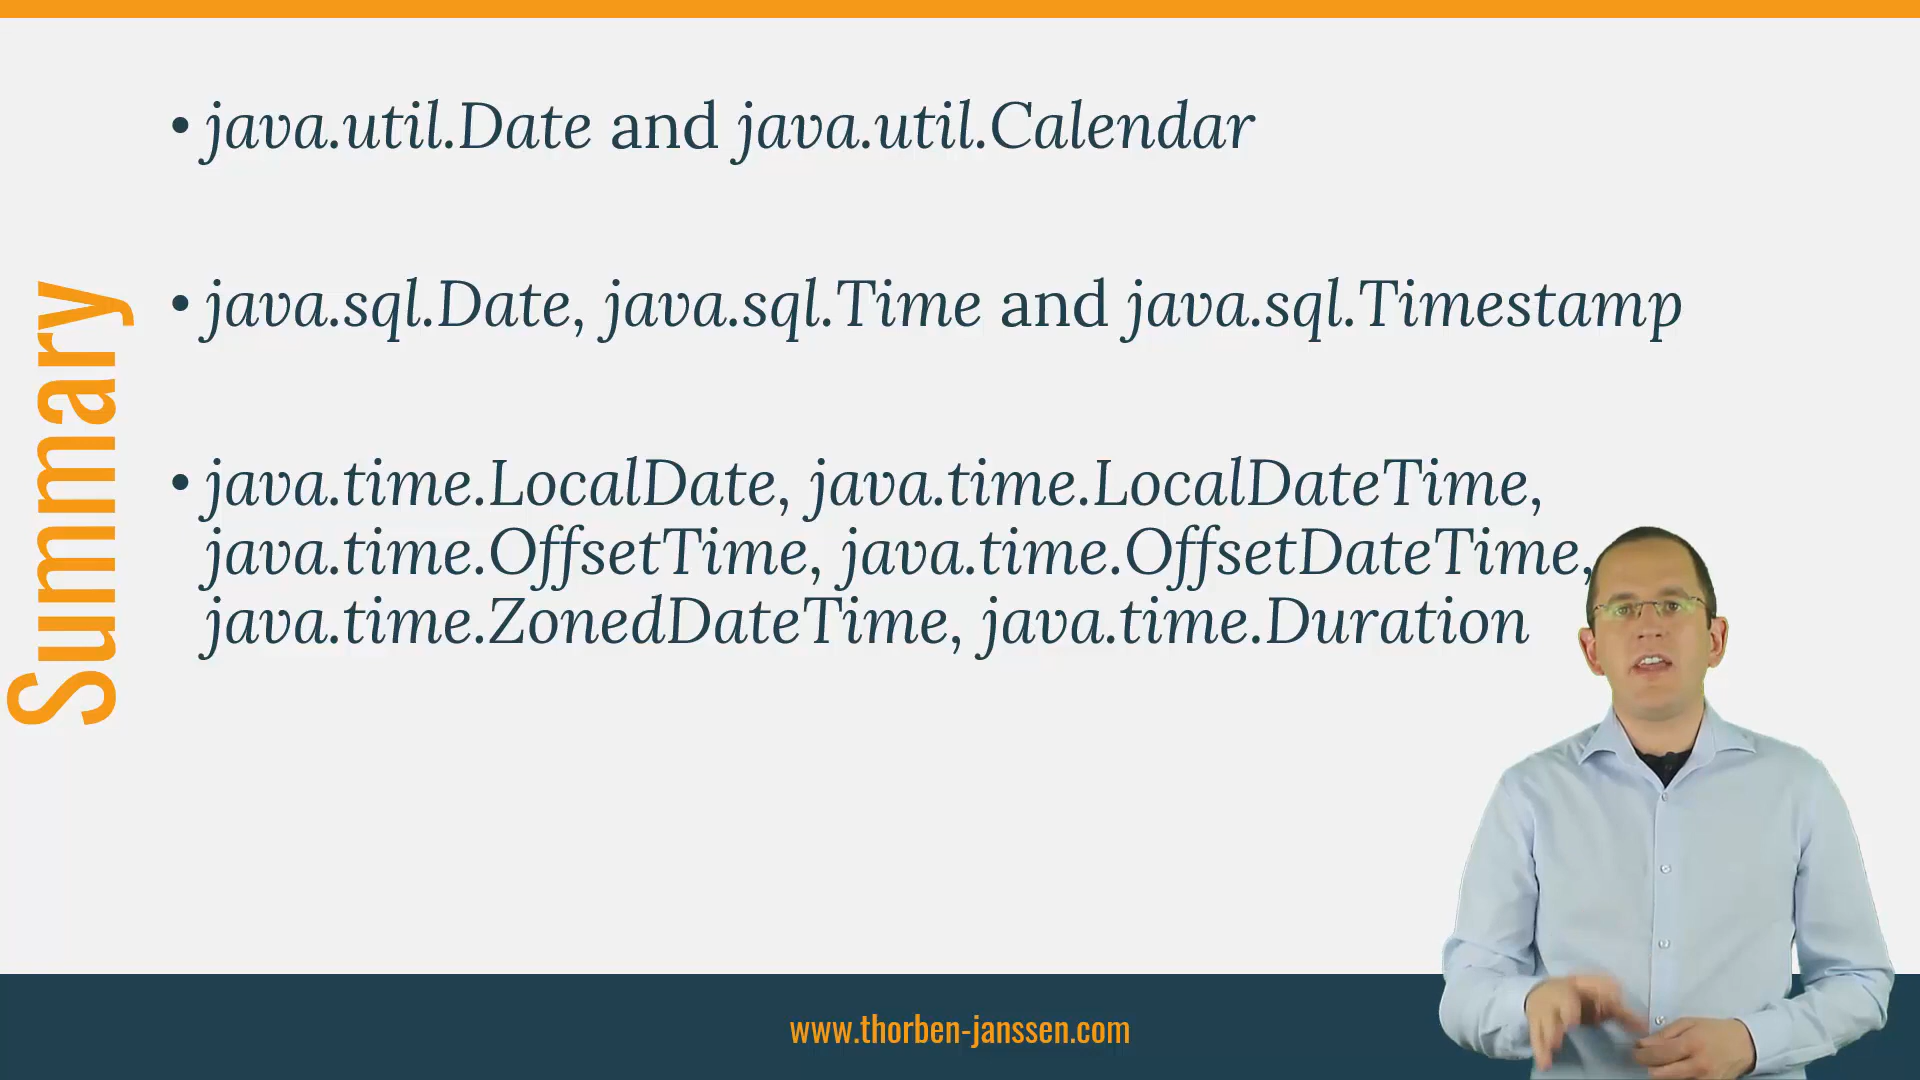 Summary
• java.util.Date and java.util.Calendar
• java.sql.Date, java.sql.Time and java.sql.Timestamp
• java.time.LocalDate, java.time.LocalDateTime,
java.time.OffsetTime, java.time.OffsetDateTime,
java.time.ZonedDateTime, java.time.Duration
www.thorben-janssen.com